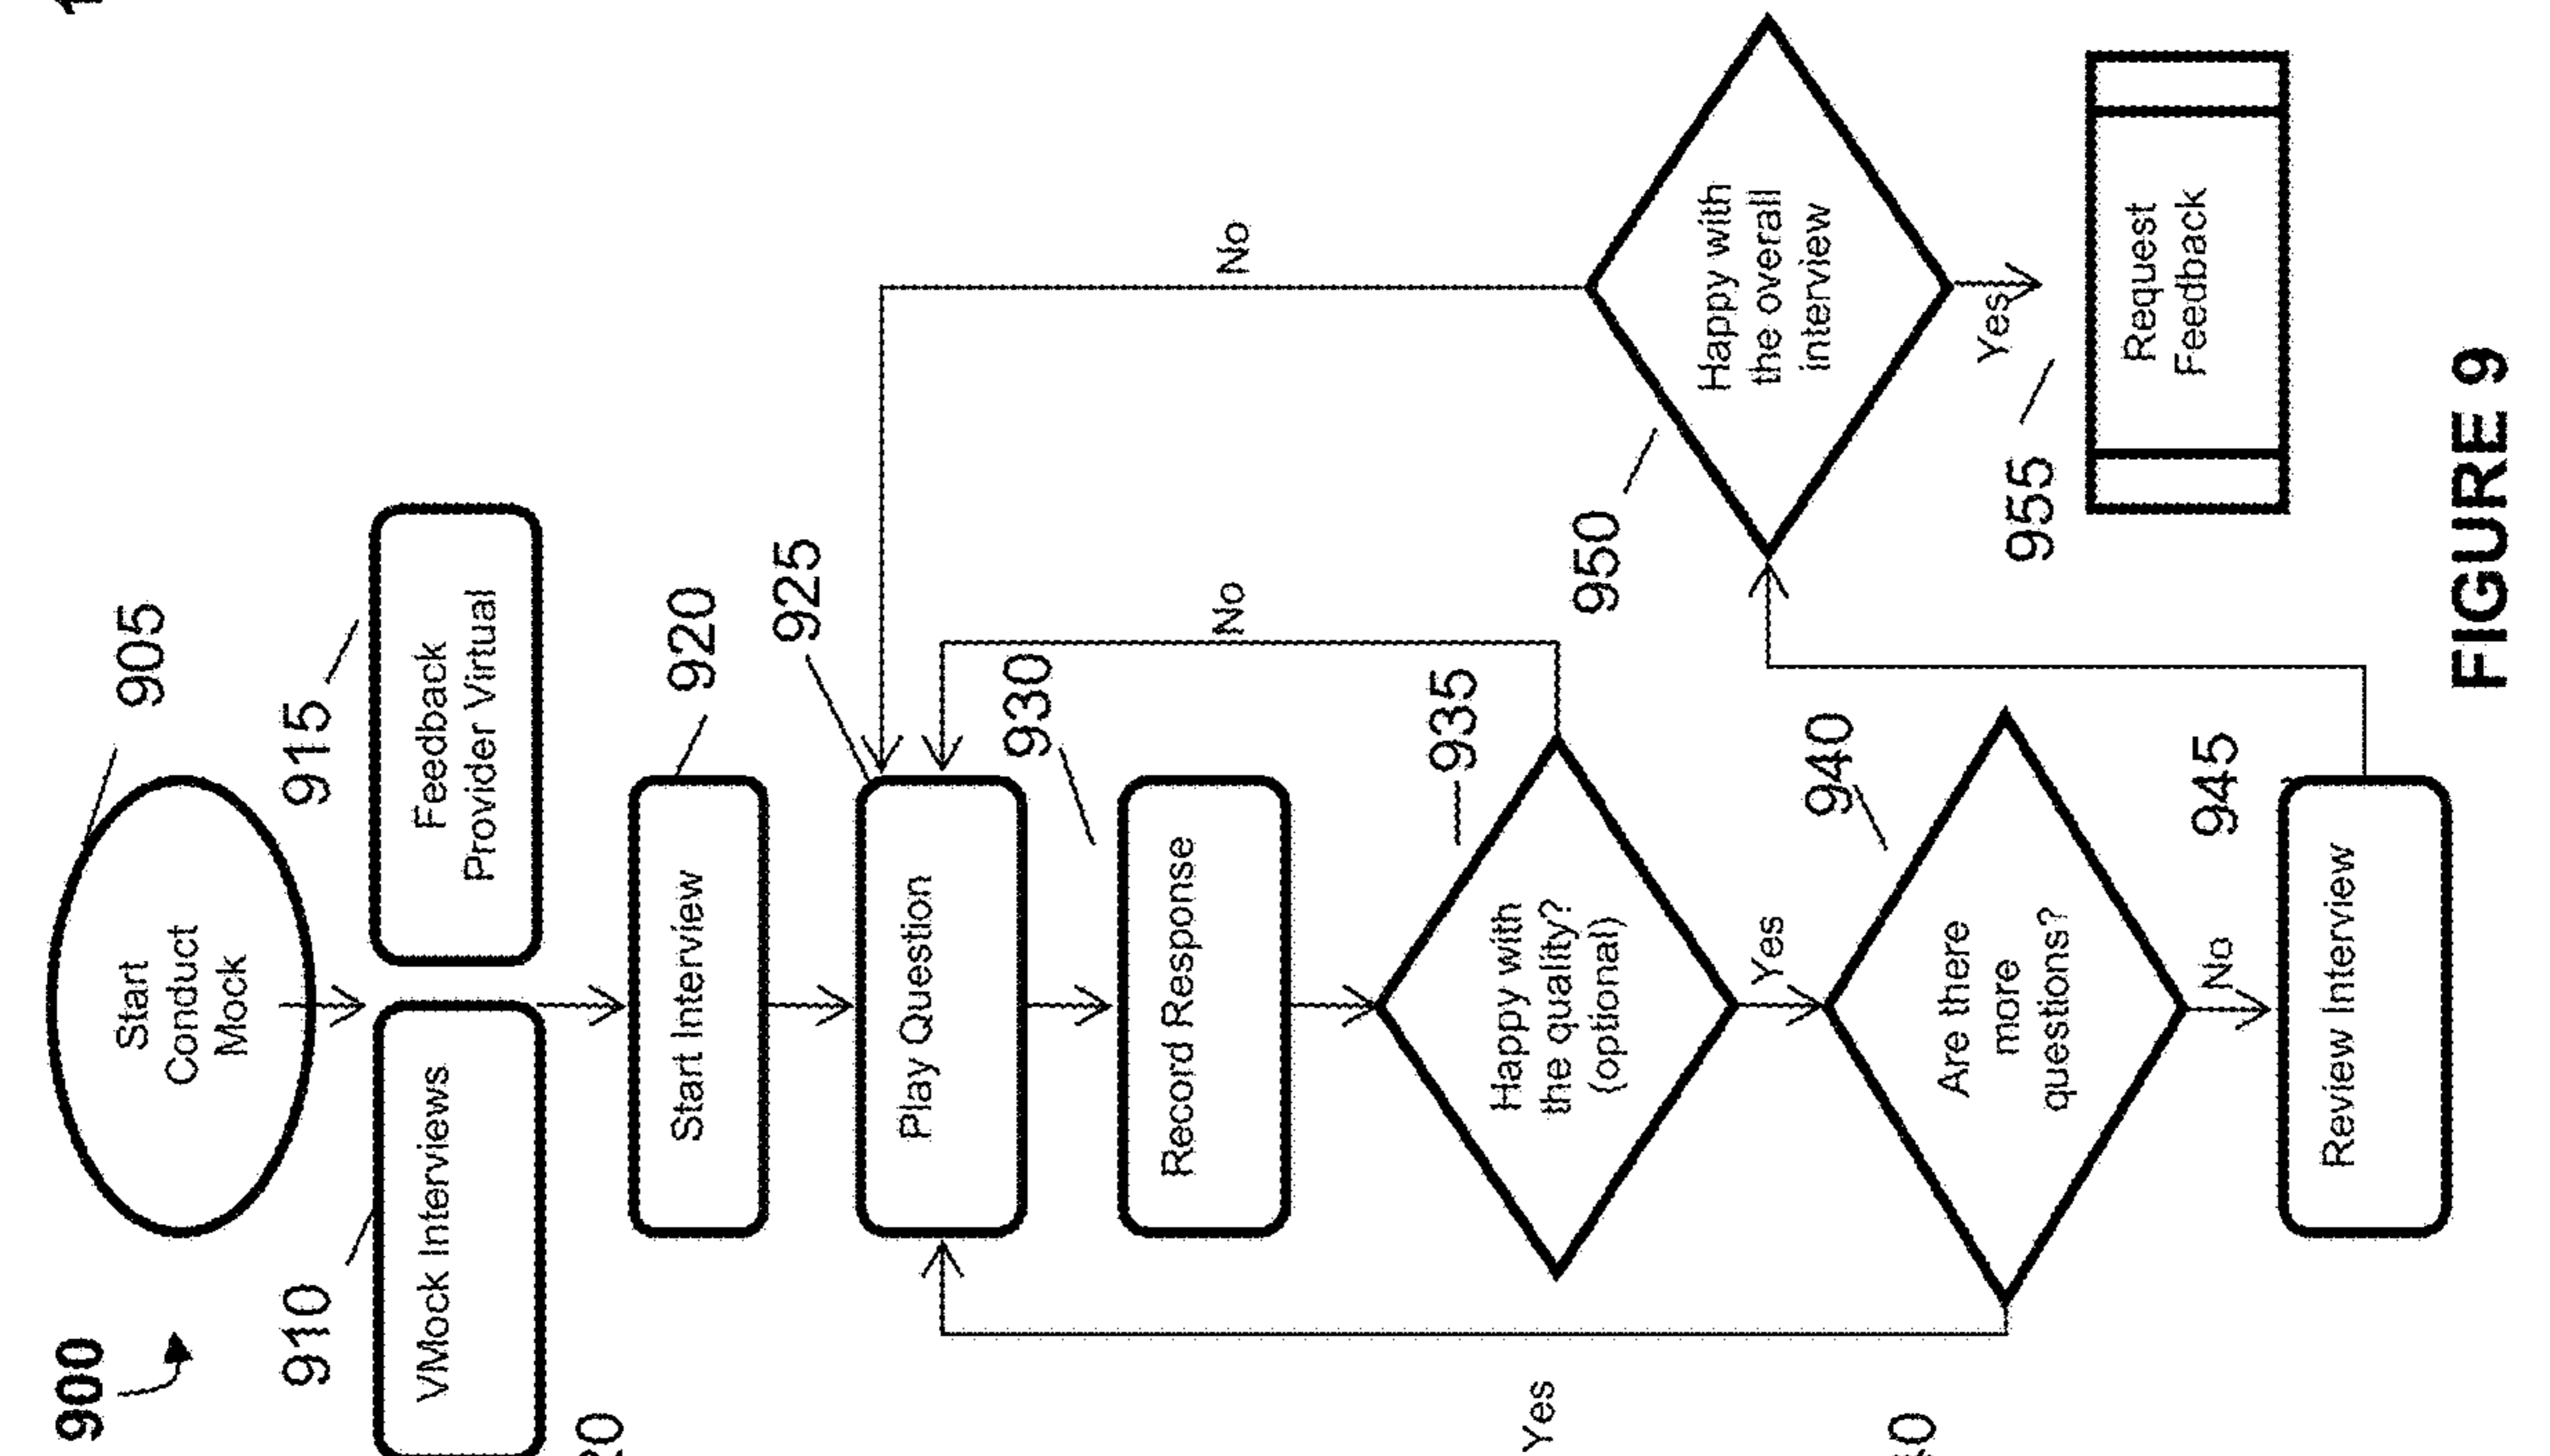 900
905
Start
Conduct
Mock
910
VMock Interviews
915
Feedback
Provider Virtual
920
Start Interview
925
Play Question
930
Record Response
935
Happy with
the quality?
(optional)
No
Yes
940
Are there
more
questions?
Yes
No
945
Review Interview
950
Happy with
the overall
interview
No
Yes
955
Request
Feedback
FIGURE 9